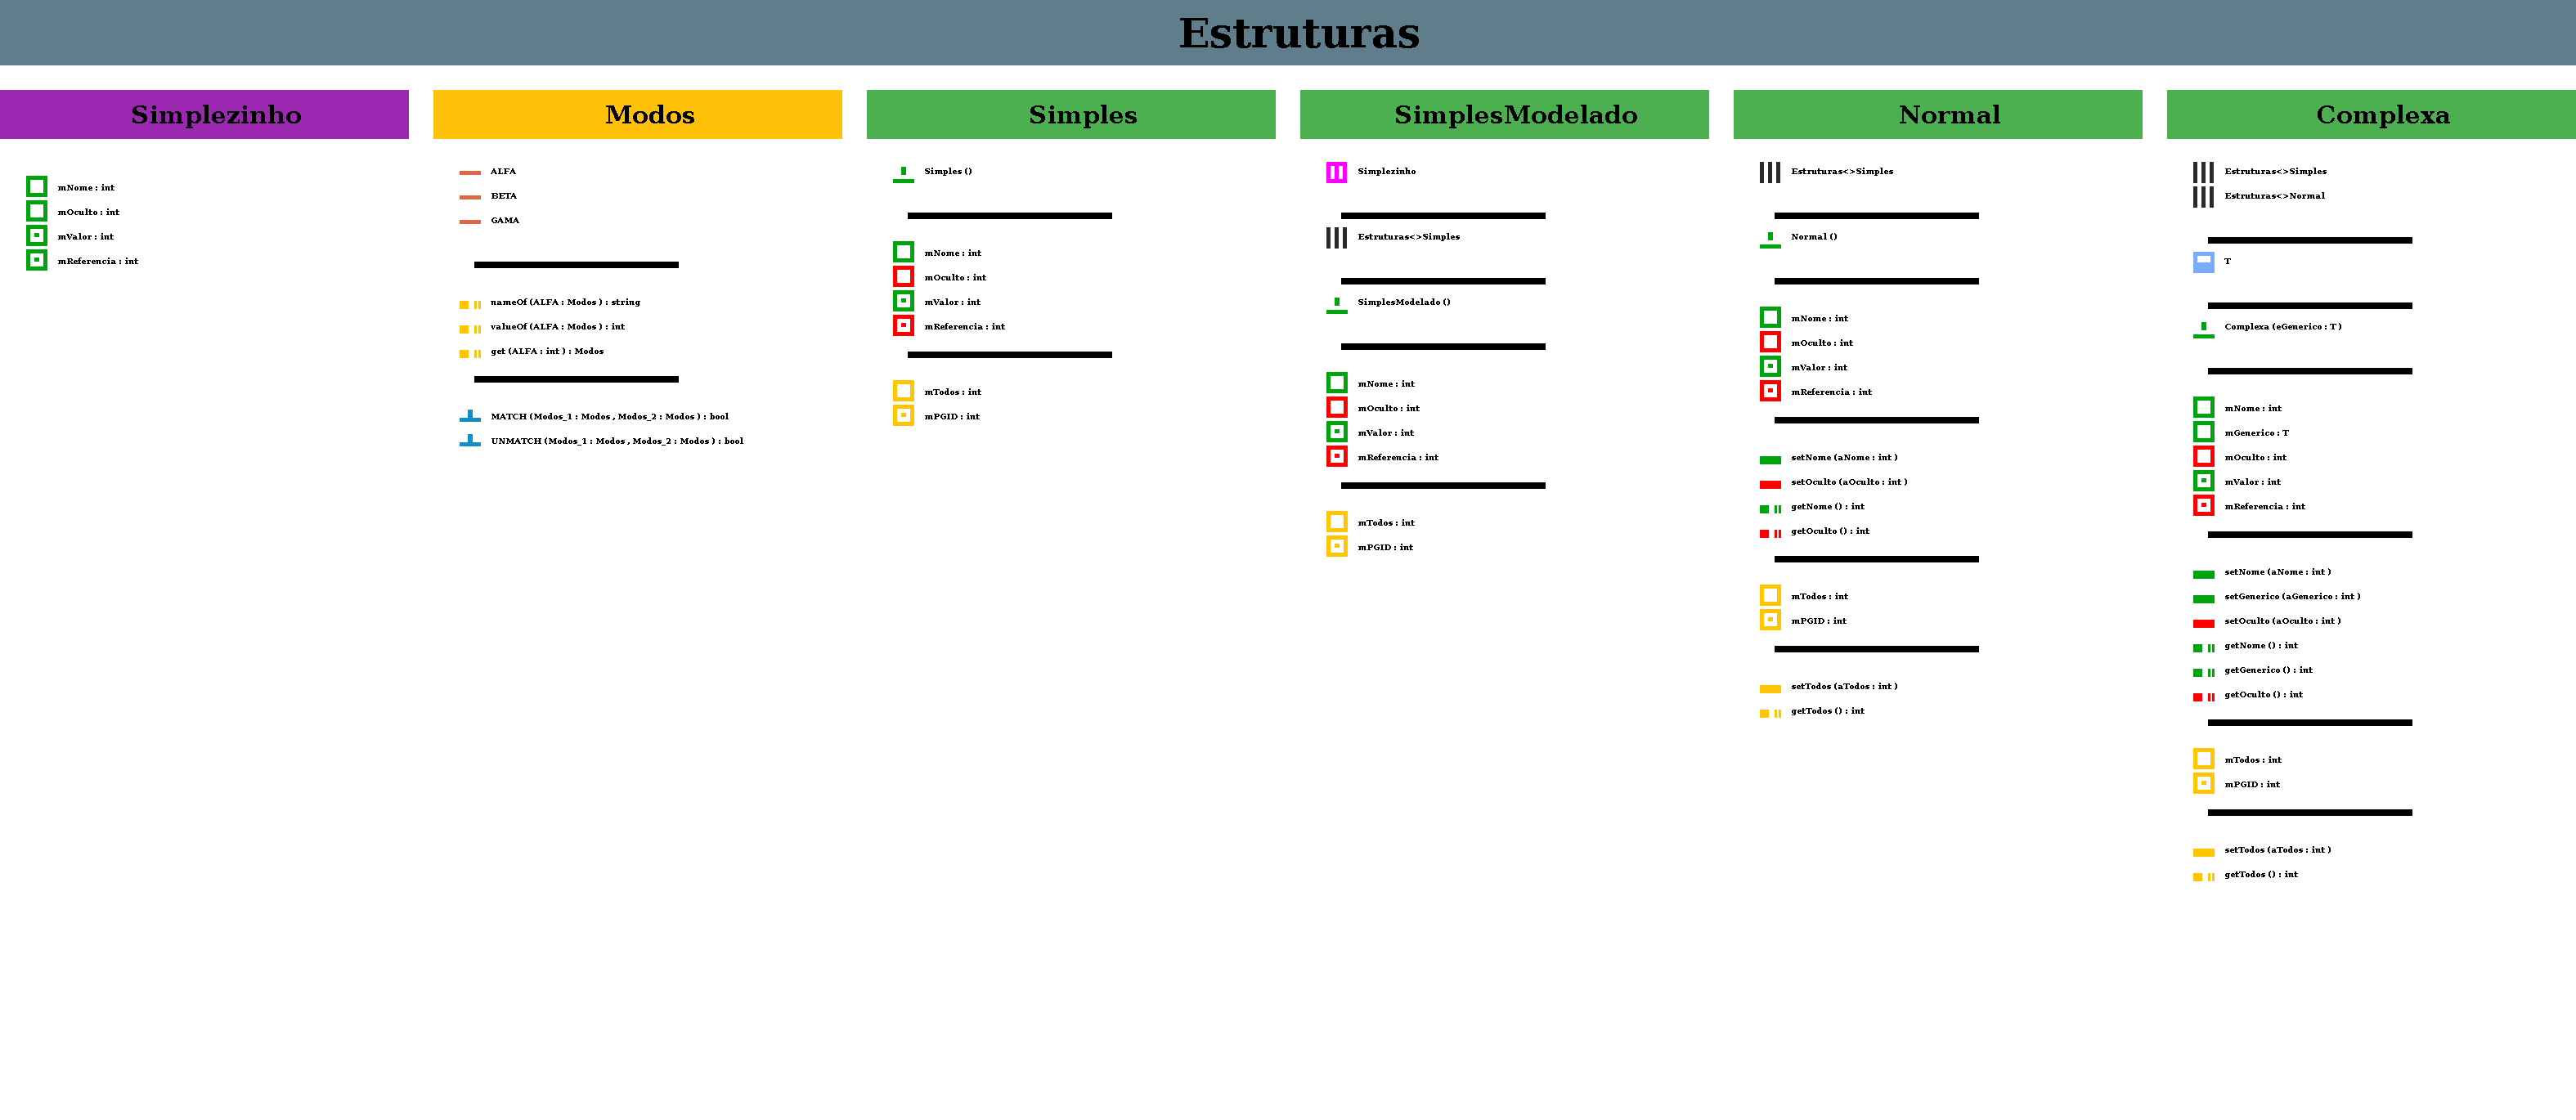 Estruturas
Simplezinho
mNome : int
mOculto : int
mValor : int
mReferencia : int
Modos
ALFA
BETA
GAMA
nameOf (ALFA : Modos ) : string
valueOf (ALFA : Modos ) : int
get (ALFA : int ) : Modos
MATCH (Modos_1 : Modos , Modos_2 : Modos ) : bool
UNMATCH (Modos_1 : Modos , Modos_2 : Modos ) : bool
Simples
Simples ()
mNome : int
mOculto : int
mValor : int
mReferencia : int
mTodos : int
mPGID : int
SimplesModelado
Simplezinho
Estruturas<>Simples
SimplesModelado ()
mNome : int
mOculto : int
mValor : int
mReferencia : int
mTodos : int
mPGID : int
Normal
Estruturas<>Simples
Normal ()
mNome : int
mOculto : int
mValor : int
mReferencia : int
setNome (aNome : int )
setOculto (aOculto : int )
getNome () : int
getOculto () : int
mTodos : int
mPGID : int
setTodos (aTodos : int )
getTodos () : int
Complexa
Estruturas<>Simples
Estruturas<>Normal
T
Complexa (eGenerico : T )
mNome : int
mGenerico : T
mOculto : int
mValor : int
mReferencia : int
setNome (aNome : int )
setGenerico (aGenerico : int )
setOculto (aOculto : int )
getNome () : int
getGenerico () : int
getOculto () : int
mTodos : int
mPGID : int
setTodos (aTodos : int )
getTodos () : int